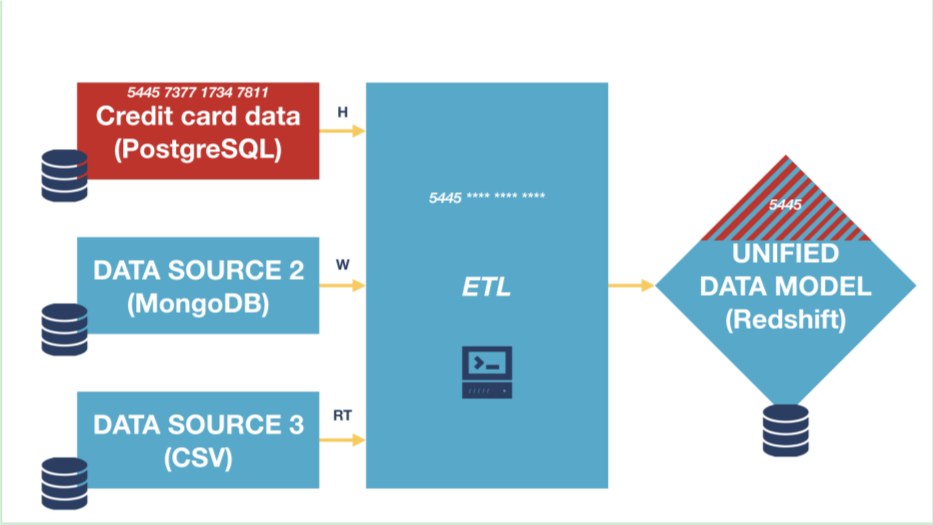 5445 7377 1734 7811
Credit card data
(PostgreSQL)
H
DATA SOURCE 2
(MongoDB)
W
DATA SOURCE 3
(CSV)
RT
5445 **** **** ****
ETL
5445
UNIFIED
DATA MODEL
(Redshift)